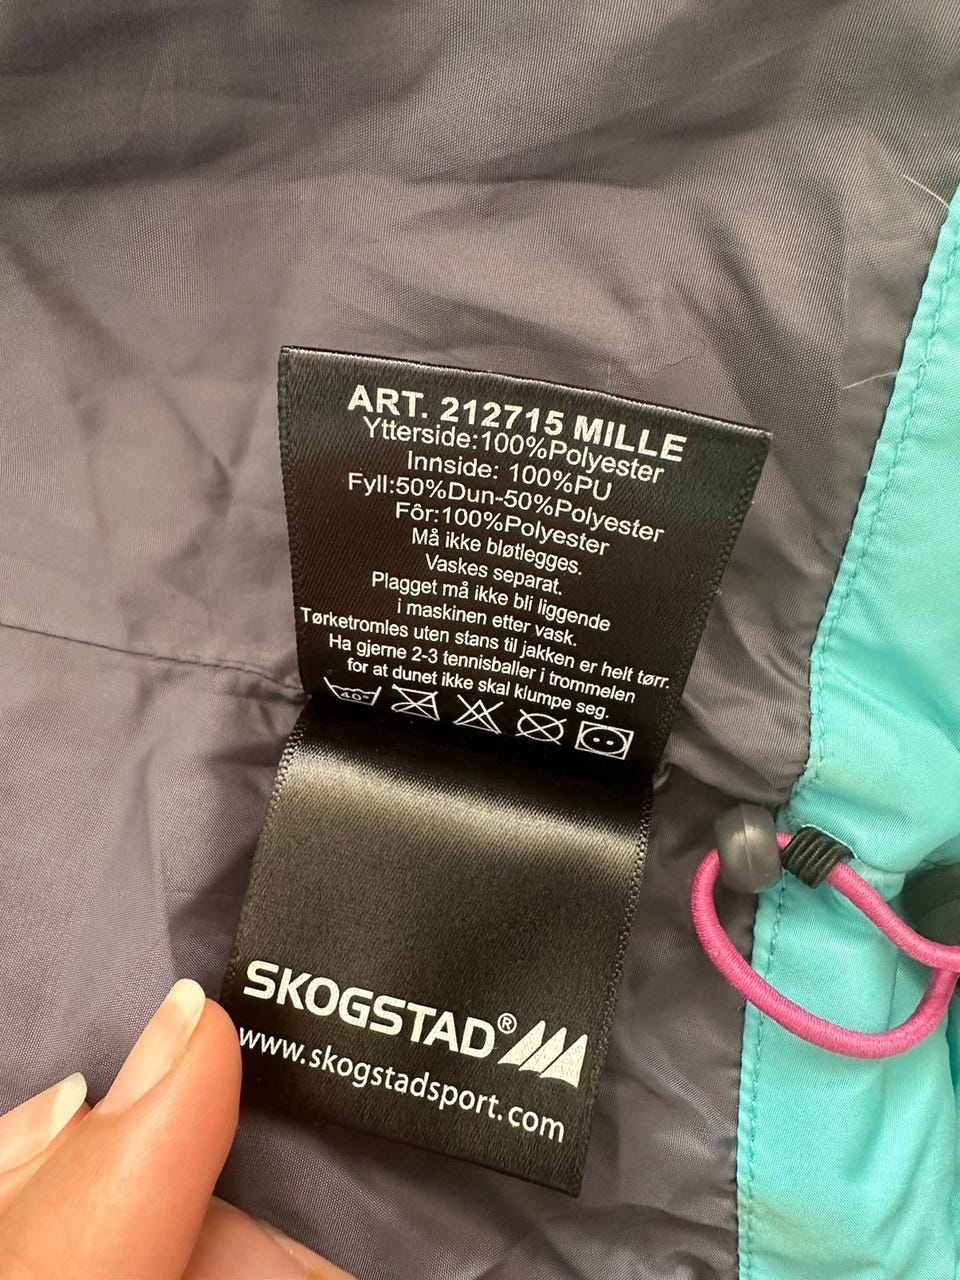 ART. 212715 MILLE
Ytterside:100%Polyester
Innside: 100%PU
Fyll:50%Dun-50%Polyester
Fôr:100%Polyester
Må ikke bløtlegges.
Vaskes separat.
Plagget må ikke bli liggende
i maskinen etter vask.
Tørketromles uten stans til jakken er helt tørr.
Ha gjerne 2-3 tennisballer i trommelen
for at dunet ikke skal klumpe seg.
40°
SKOGSTAD®
www.skogstadsport.com